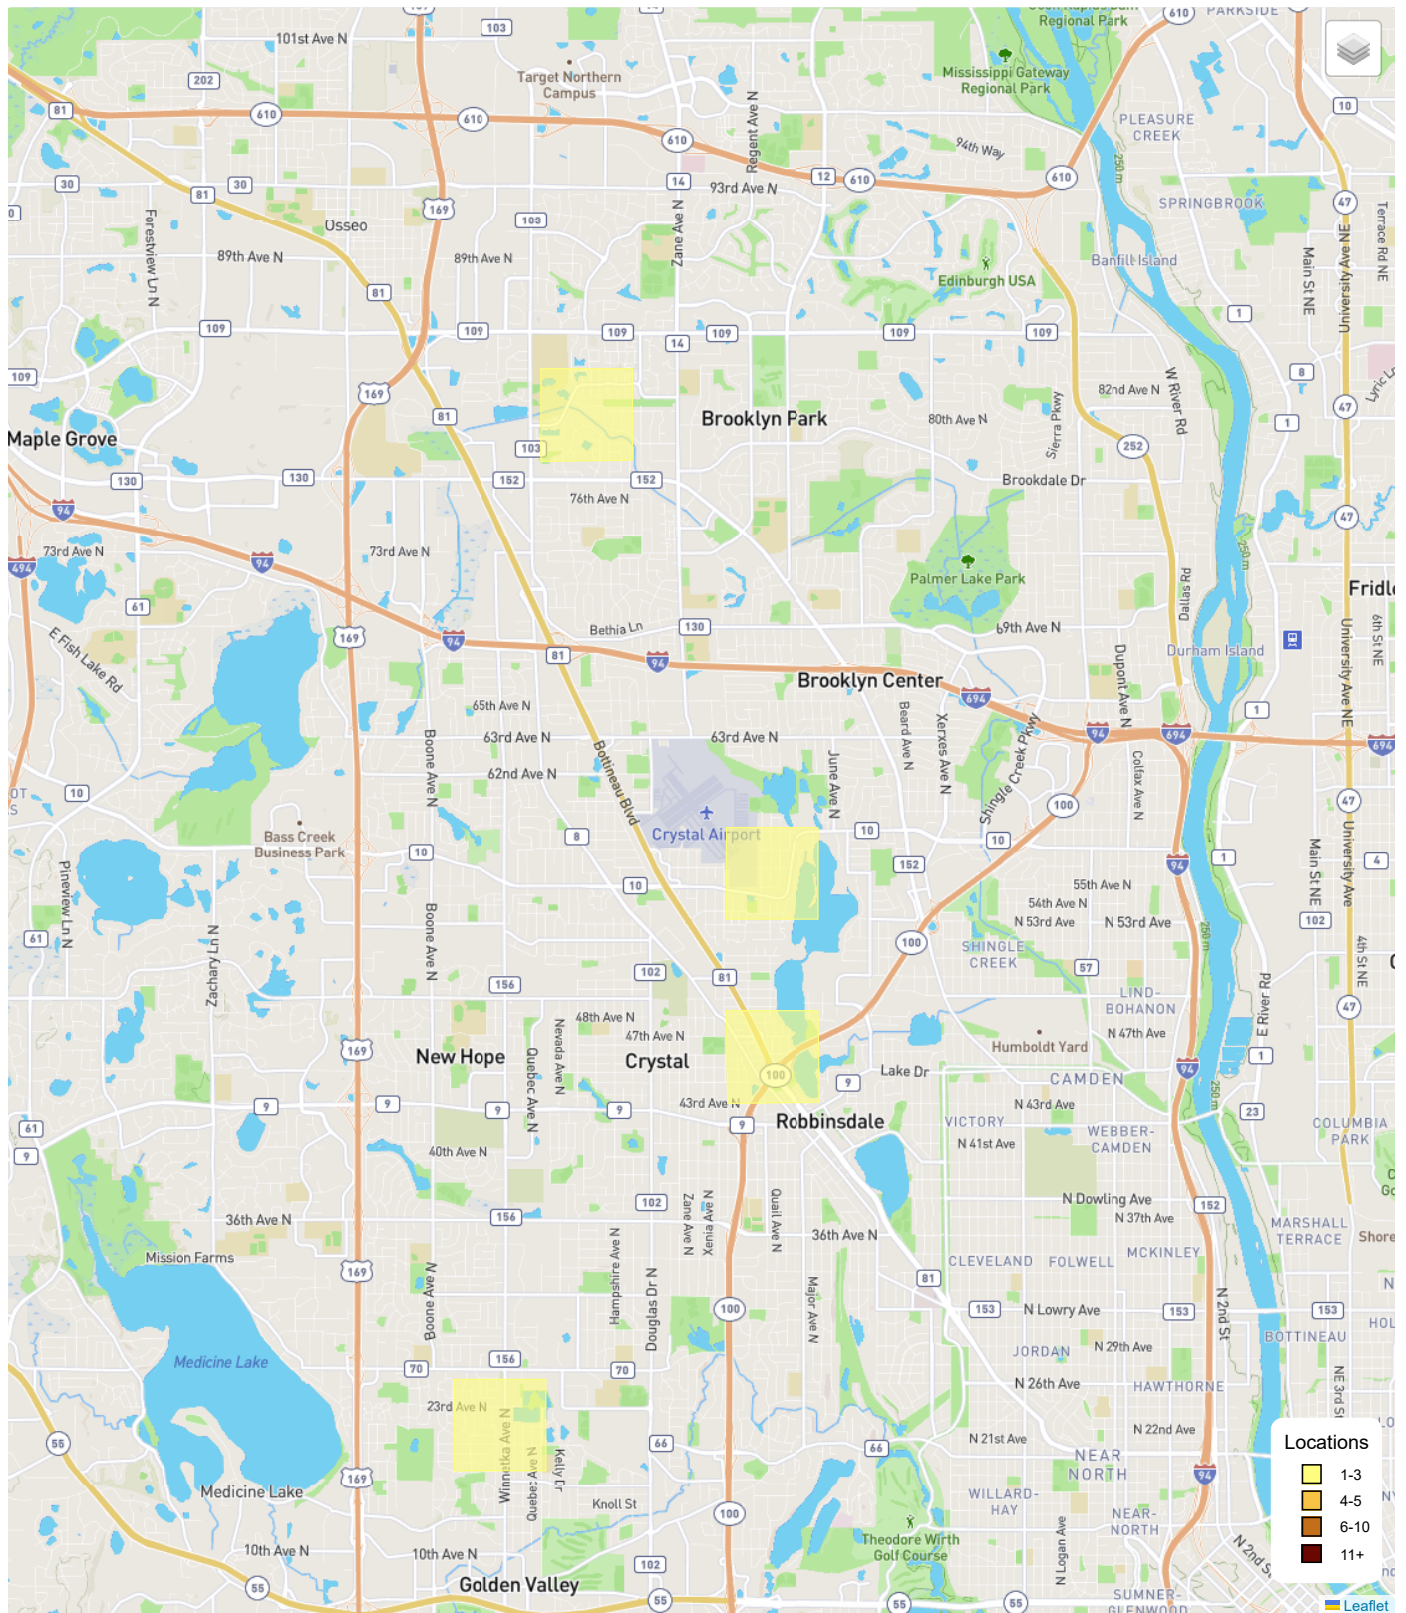 101st Ave N
103
Regional Park
610
PARKSIDE
202
Target Northern
Campus
Mississippi Gateway
Regional Park
81
610
610
610
Regent Ave N
94th Way
PLEASURE
CREEK
250 m
10
30
30
81
169
14
93rd Ave N
12
610
610
47
SPRINGBROOK
Forestview Ln N
Osseo
Zane Ave N
Terrace Rd NE
89th Ave N
89th Ave N
Edinburgh USA
Banfill Island
Main St NE
University Ave NE
81
109
109
109
109
109
109
1
14
8
109
169
81
Brooklyn Park
82nd Ave N
80th Ave N
W River Rd
Sierra Pkwy
47
1
Maple Grove
103
252
130
130
152
152
Brookdale Dr
94
76th Ave N
47
73rd Ave N
94
73rd Ave N
494
Palmer Lake Park
250 m
61
Dallas Rd
E Fish Lake Rd
169
94
81
Bethia Ln
130
94
69th Ave N
Durham Island
6th St NE
University Ave NE
Brooklyn Center
694
Dupont Ave N
65th Ave N
63rd Ave N
63rd Ave N
Beard Ave N
Xerxes Ave N
1
94
694
694
Boone Ave N
62nd Ave N
Bottineau Blvd
June Ave N
Shingle Creek Pkwy
Colfax Ave N
10
100
47
Bass Creek
Business Park
8
Crystal Airport
10
10
10
152
94
1
4
Main St NE
University Ave
Pineview Ln N
10
55th Ave N
54th Ave N
N 53rd Ave
N 53rd Ave
102
Boone Ave N
61
Zachary Ln N
100
SHINGLE
CREEK
250 m
4th St NE
102
81
57
156
LIND-
BOHANON
E River Rd
47
48th Ave N
47th Ave N
Nevada Ave N
Quebec Ave N
N 47th Ave
Humboldt Yard
169
New Hope
Crystal
100
9
Lake Dr
94
1
CAMDEN
250 m
9
9
9
9
43rd Ave N
9
Robbinsdale
N 43rd Ave
VICTORY
23
61
9
N 41st Ave
WEBBER-
CAMDEN
COLUMBIA
PARK
40th Ave N
102
Zane Ave N
Xenia Ave N
Quail Ave N
N Dowling Ave
N 37th Ave
152
36th Ave N
156
36th Ave N
MARSHALL
TERRACE
Mission Farms
169
Boone Ave N
Hampshire Ave N
Douglas Dr N
Major Ave N
CLEVELAND
FOLWELL
MCKINLEY
81
100
153
N Lowry Ave
153
153
N 2nd St
BOTTINEAU
Medicine Lake
70
156
70
JORDAN
N 29th Ave
N 26th Ave
HAWTHORNE
23rd Ave N
Winnetka Ave N
Quebec Ave N
Kelly Dr
55
66
66
N 21st Ave
N 22nd Ave
NEAR
NORTH
169
94
Medicine Lake
Knoll St
100
WILLARD-
HAY
NEAR-
NORTH
Theodore Wirth
Golf Course
N Logan Ave
10th Ave N
10th Ave N
102
Golden Valley
55
55
55
55
SUMNER-
GLENWOOD
Locations
1-3
4-5
6-10
11+
Leaflet